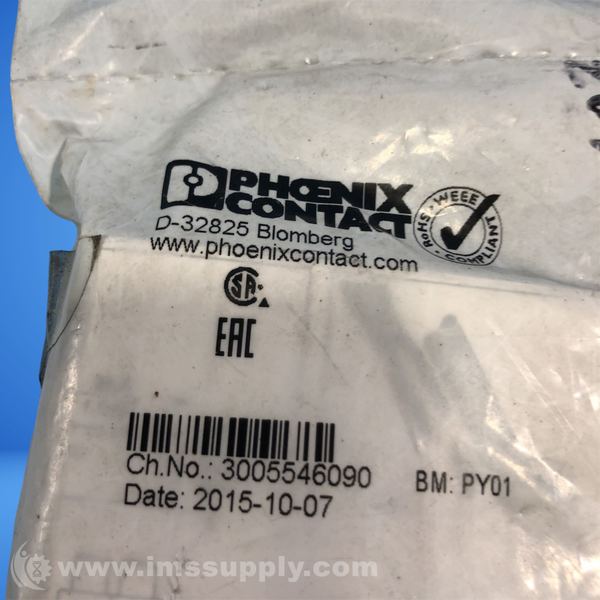 PHOENIX
CONTACT
D-32825 Blomberg
www.phoenixcontact.com
RoHS · WEEE · COMPLIANT
SA
EAC
Ch.No.: 3005546090
BM: PY01
Date: 2015-10-07
www.imssupply.com